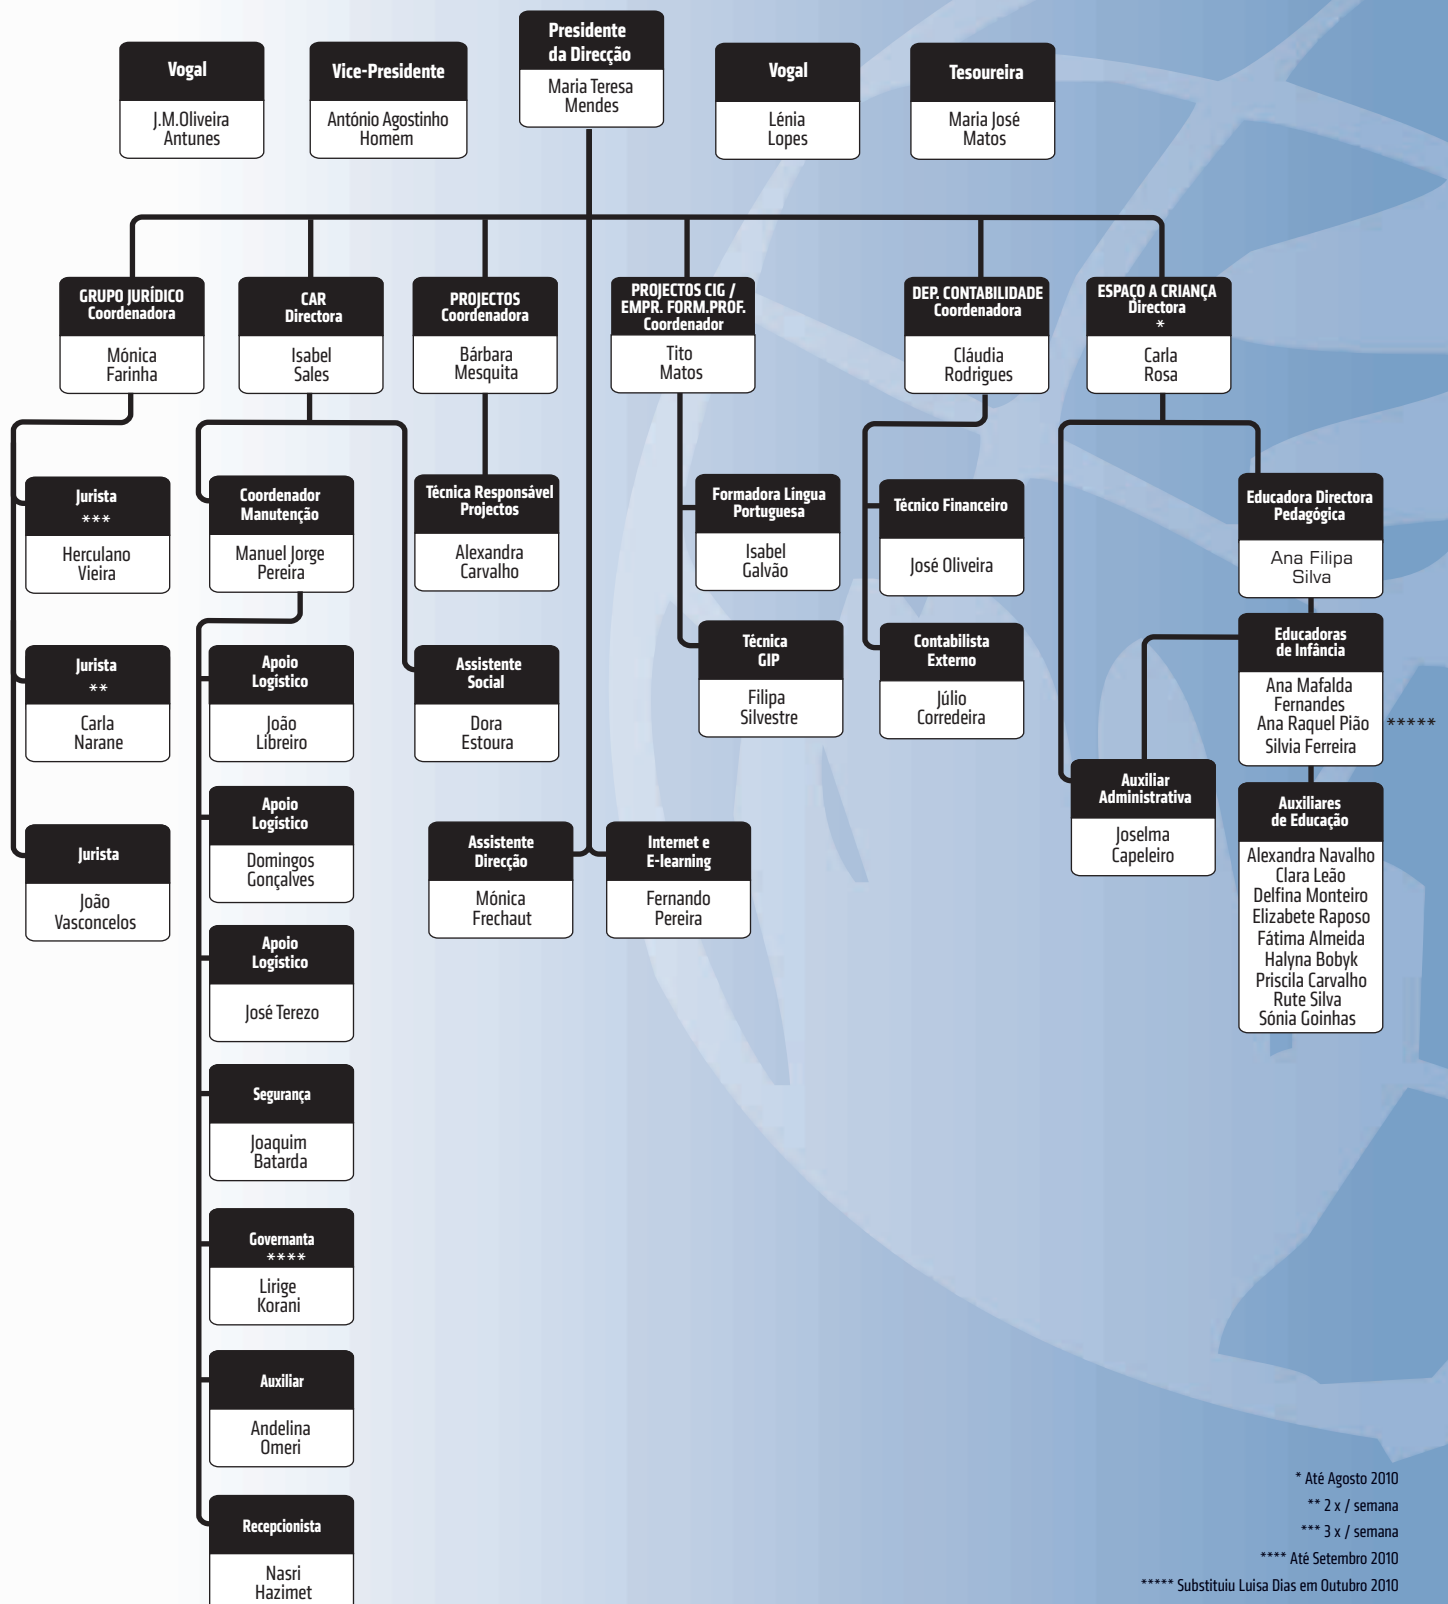 Vogal
J.M.Oliveira
Antunes
Vice-Presidente
António Agostinho
Homem
Presidente
da Direcção
Maria Teresa
Mendes
Vogal
Lénia
Lopes
Tesoureira
Maria José
Matos
GRUPO JURÍDICO
Coordenadora
Mónica
Farinha
CAR
Directora
Isabel
Sales
PROJECTOS
Coordenadora
Bárbara
Mesquita
PROJECTOS CIG /
EMPR. FORM.PROF.
Coordenador
Tito
Matos
DEP. CONTABILIDADE
Coordenadora
Cláudia
Rodrigues
ESPAÇO A CRIANÇA
Directora
*
Carla
Rosa
Jurista
***
Herculano
Vieira
Jurista
**
Carla
Narane
Jurista
João
Vasconcelos
Coordenador
Manutenção
Manuel Jorge
Pereira
Apoio
Logístico
João
Libreiro
Apoio
Logístico
Domingos
Gonçalves
Apoio
Logístico
José Terezo
Segurança
Joaquim
Batarda
Governanta
****
Lirige
Korani
Auxiliar
Andelina
Omeri
Recepcionista
Nasri
Hazimet
Assistente
Social
Dora
Estoura
Técnica Responsável
Projectos
Alexandra
Carvalho
Assistente
Direcção
Mónica
Frechaut
Internet e
E-learning
Fernando
Pereira
Formadora Língua
Portuguesa
Isabel
Galvão
Técnica
GIP
Filipa
Silvestre
Técnico Financeiro
José Oliveira
Contabilista
Externo
Júlio
Corredeira
Educadora Directora
Pedagógica
Ana Filipa
Silva
Educadoras
de Infância
Ana Mafalda
Fernandes
Ana Raquel Pião *****
Silvia Ferreira
Auxiliar
Administrativa
Joselma
Capeleiro
Auxiliares
de Educação
Alexandra Navalho
Clara Leão
Delfina Monteiro
Elizabete Raposo
Fátima Almeida
Halyna Bobyk
Priscila Carvalho
Rute Silva
Sónia Goinhas
* Até Agosto 2010
** 2 x / semana
*** 3 x / semana
**** Até Setembro 2010
***** Substituiu Luisa Dias em Outubro 2010